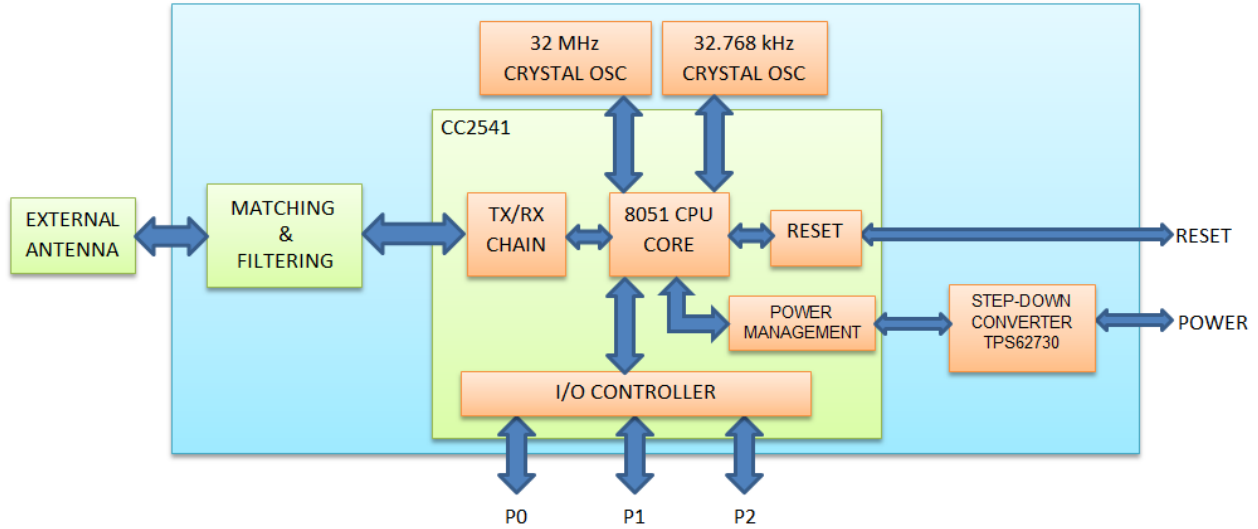 32 MHz
CRYSTAL OSC
32.768 kHz
CRYSTAL OSC
CC2541
EXTERNAL
ANTENNA
MATCHING
&
FILTERING
TX/RX
CHAIN
8051 CPU
CORE
RESET
RESET
POWER
MANAGEMENT
STEP-DOWN
CONVERTER
TPS62730
POWER
I/O CONTROLLER
P0
P1
P2